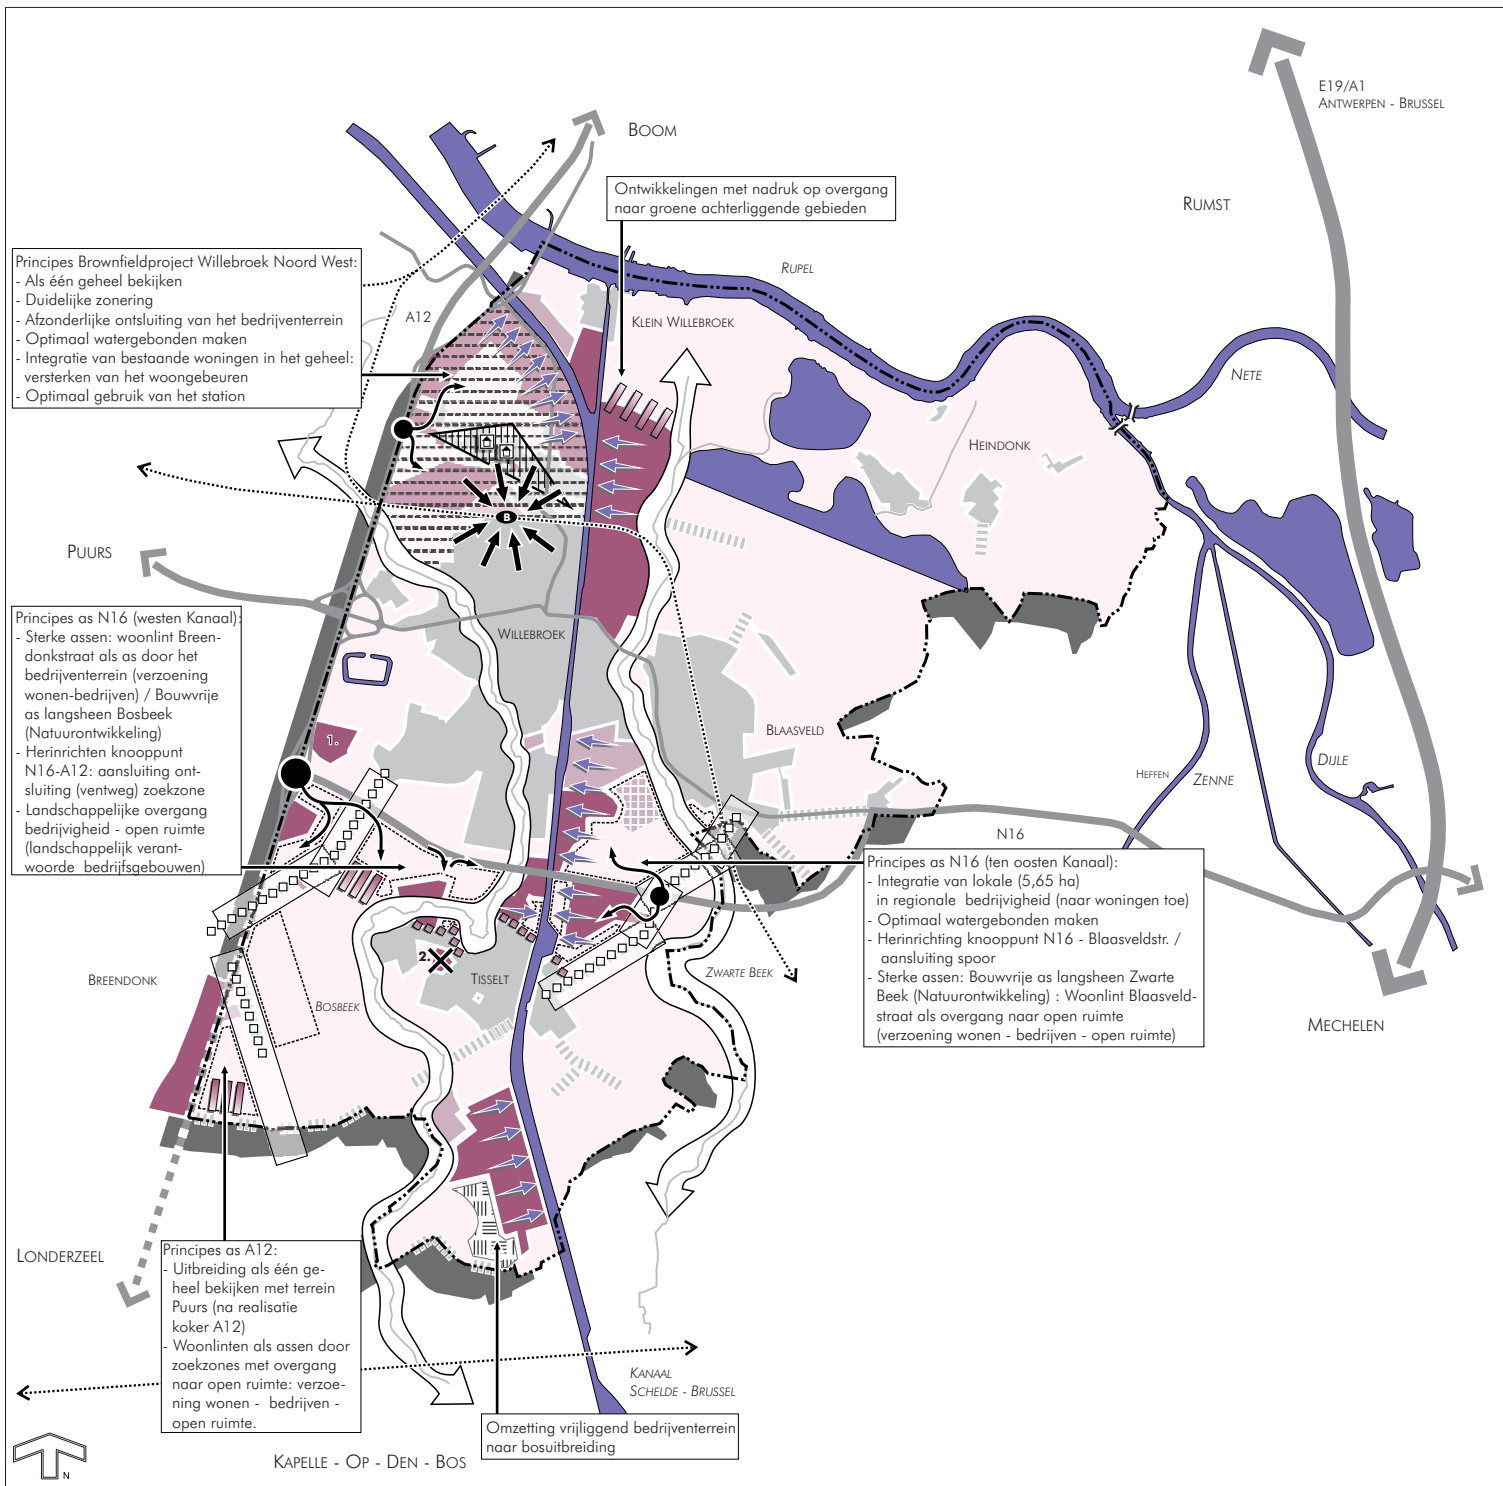 E19/A1
ANTWERPEN - BRUSSEL
BOOM
RUMST
Ontwikkelingen met nadruk op overgang
naar groene achterliggende gebieden
RUPEL
Principes Brownfieldproject Willebroek Noord West:
- Als één geheel bekijken
- Duidelijke zonering
- Afzonderlijke ontsluiting van het bedrijventerrein
- Optimaal watergebonden maken
- Integratie van bestaande woningen in het geheel:
versterken van het woongebeuren
- Optimaal gebruik van het station
A12
KLEIN WILLEBROEK
NETE
HEINDONK
B
PUURS
Principes as N16 (westen Kanaal):
- Sterke assen: woonlint Breen-
donkstraat als as door het
bedrijventerrein (verzoening
wonen-bedrijven) / Bouwvrije
as langsheen Bosbeek
(Natuurontwikkeling)
- Herinrichten knooppunt
N16-A12: aansluiting ont-
sluiting (ventweg) zoekzone
- Landschappelijke overgang
bedrijvigheid - open ruimte
(landschappelijk verant-
woorde bedrijfsgebouwen)
WILLEBROEK
BLAASVELD
1.
HEFFEN
ZENNE
DIJLE
N16
Principes as N16 (ten oosten Kanaal):
- Integratie van lokale (5,65 ha)
in regionale bedrijvigheid (naar woningen toe)
- Optimaal watergebonden maken
- Herinrichting knooppunt N16 - Blaasveldstr. /
aansluiting spoor
- Sterke assen: Bouwvrije as langsheen Zwarte
Beek (Natuurontwikkeling) : Woonlint Blaasveld-
straat als overgang naar open ruimte
(verzoening wonen - bedrijven - open ruimte)
2.
TISSELT
ZWARTE BEEK
BREENDONK
BOSBEEK
MECHELEN
LONDERZEEL
Principes as A12:
- Uitbreiding als één ge-
heel bekijken met terrein
Puurs (na realisatie
koker A12)
- Woonlinten als assen door
zoekzones met overgang
naar open ruimte: verzoe-
ning wonen - bedrijven -
open ruimte.
KANAAL
SCHELDE - BRUSSEL
Omzetting vrijliggend bedrijventerrein
naar bosuitbreiding
KAPELLE - OP - DEN - BOS
N